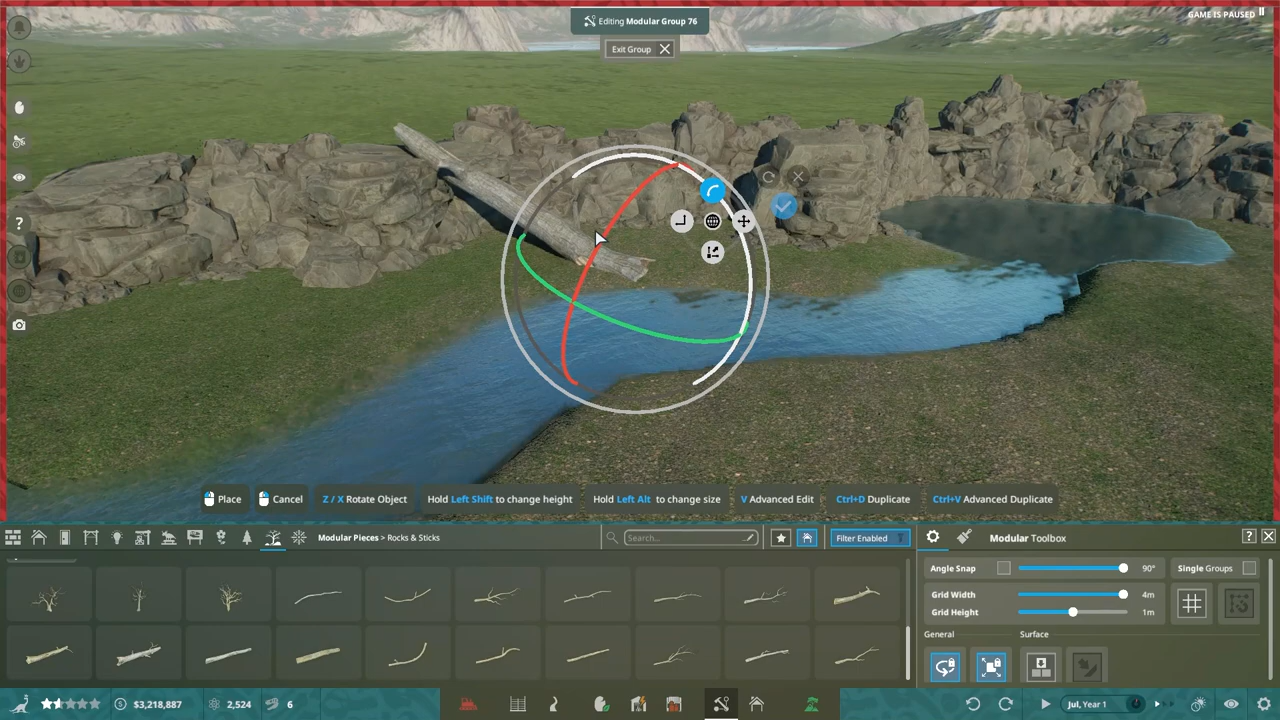 Editing Modular Group 76
GAME IS PAUSED
Exit Group
?
Place
Cancel
Z / X Rotate Object
Hold Left Shift to change height
Hold Left Alt to change size
V Advanced Edit
Ctrl+D Duplicate
Ctrl+V Advanced Duplicate
Modular Pieces > Rocks & Sticks
Search...
Filter Enabled
Modular Toolbox
?
Angle Snap
90°
Single Groups
Grid Width
4m
Grid Height
1m
General
Surface
$3,218,887
2,524
6
Jul, Year 1